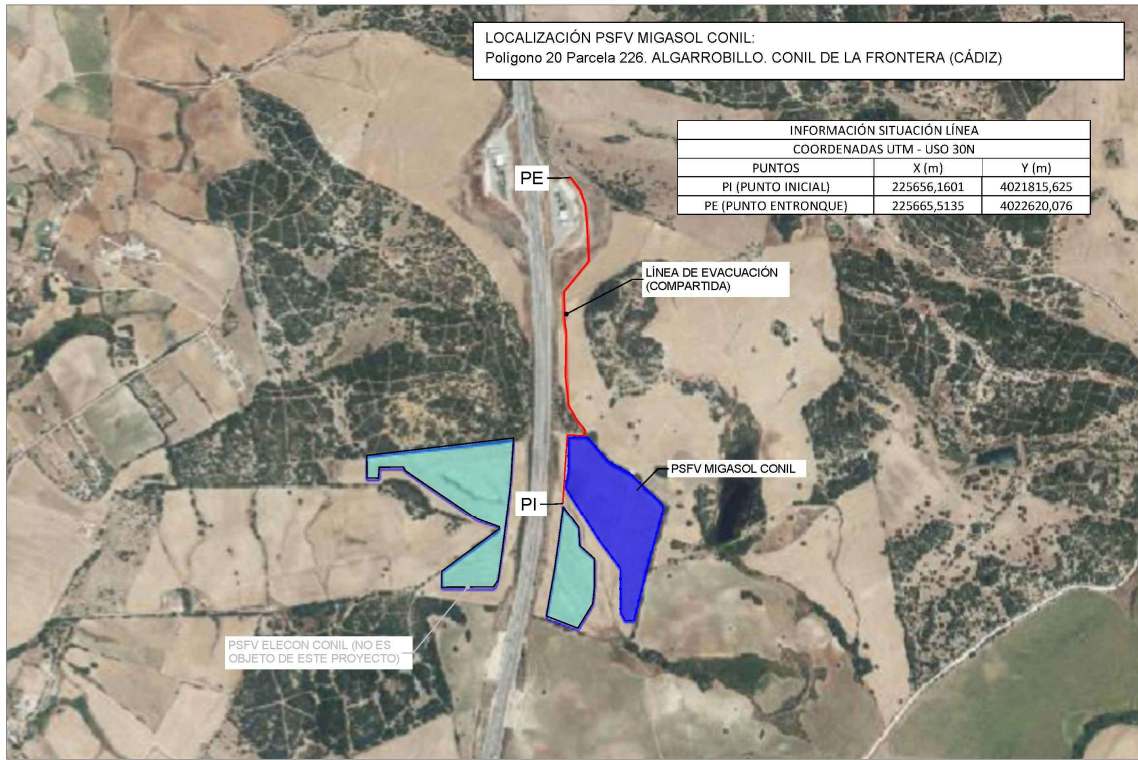 LOCALIZACIÓN PSFV MIGASOL CONIL:
Polígono 20 Parcela 226. ALGARROBILLO. CONIL DE LA FRONTERA (CÁDIZ)
INFORMACIÓN SITUACIÓN LÍNEA
COORDENADAS UTM - USO 30N
PUNTOS X (m) Y (m)
PI (PUNTO INICIAL) 225656,1601 4021815,625
PE (PUNTO ENTRONQUE) 225665,5135 4022620,076
PE
LÍNEA DE EVACUACIÓN
(COMPARTIDA)
PSFV MIGASOL CONIL
PI
PSFV ELECON CONIL (NO ES
OBJETO DE ESTE PROYECTO)